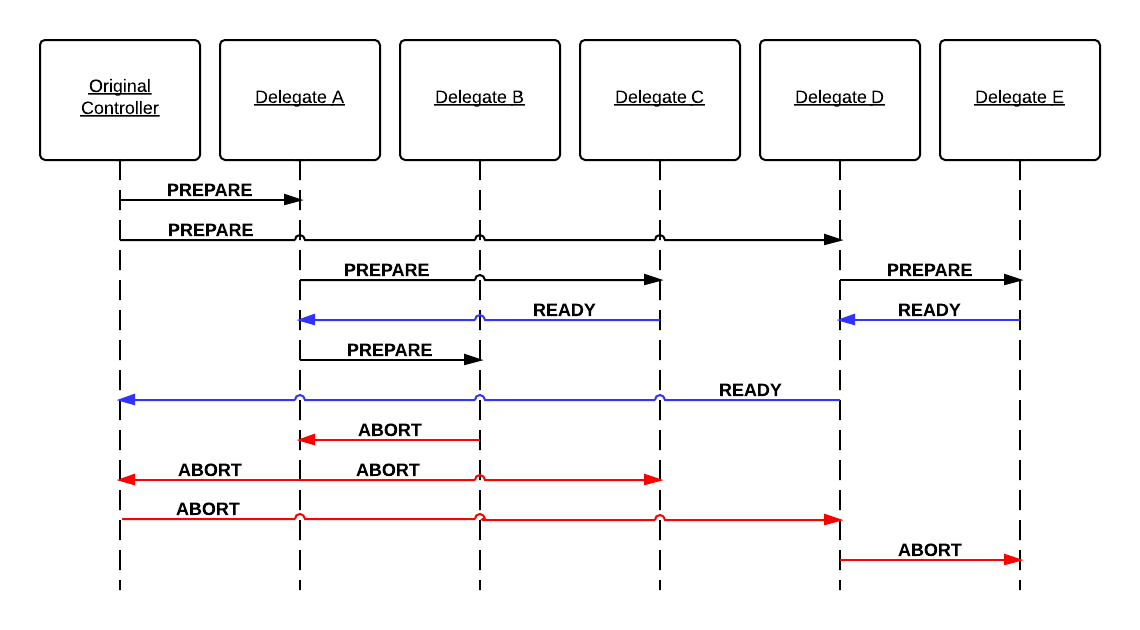 Original
Controller
Delegate A
Delegate B
Delegate C
Delegate D
Delegate E
PREPARE
PREPARE
PREPARE
PREPARE
READY
READY
PREPARE
READY
ABORT
ABORT
ABORT
ABORT
ABORT